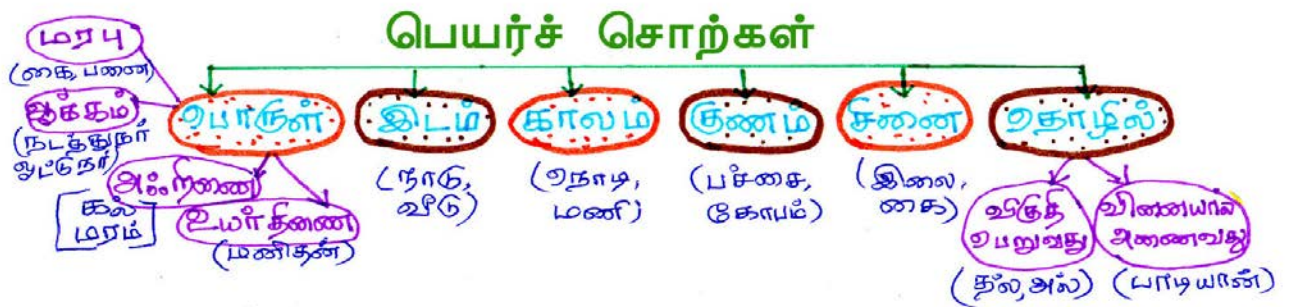 பெயர்ச் சொற்கள்
மரபு
(கை, பனை)
ஆக்கம்
(நடத்துநர்
ஓட்டுநர்)
பொருள்
இடம்
காலம்
குணம்
சினை
தொழில்
அஃறிணை
[கல்
மரம்]
உயர்திணை
(மனிதன்)
(நாடு,
வீடு)
(நொடி,
மணி)
(பச்சை,
கோபம்)
(இலை,
கை)
விகுதி
பெறுவது
(தல், அல்)
வினையால்
அணைவது
(பாடியான்)